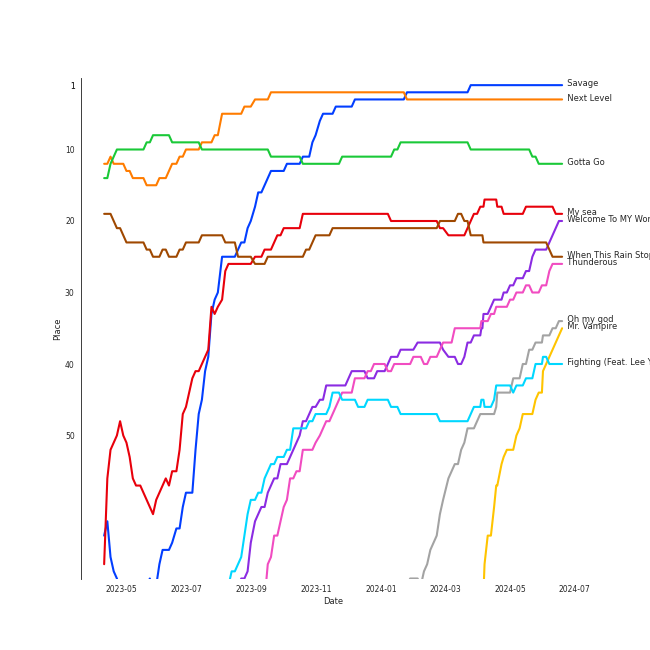 1
Savage
Next Level
10
Gotta Go
My sea
20
Welcome To MY Wor
When This Rain Stop
Thunderous
30
Oh my god
Mr. Vampire
Place
40
Fighting (Feat. Lee Y
50
2023-05
2023-07
2023-09
2023-11
2024-01
2024-03
2024-05
2024-07
Date